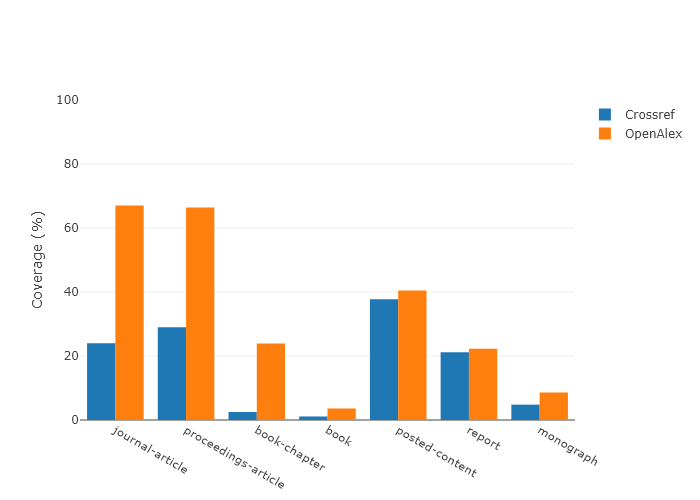 100
80
60
40
20
0
Coverage (%)
journal-article
proceedings-article
book-chapter
book
posted-content
report
monograph
Crossref
OpenAlex